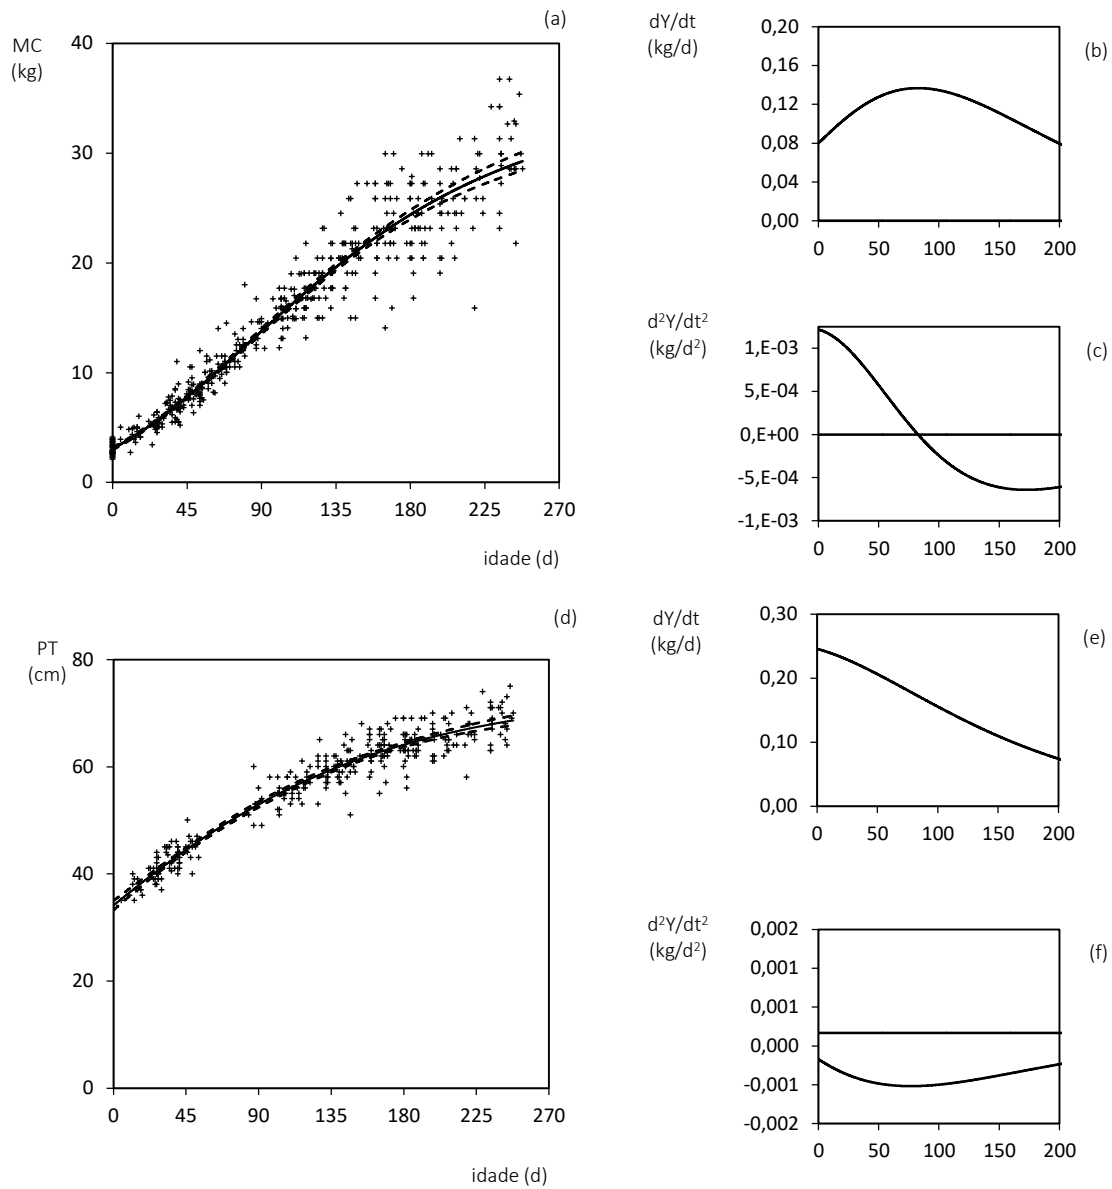 (a)
MC
(kg)
40
30
20
10
0
0 45 90 135 180 225 270
idade (d)
dY/dt
(kg/d)
(b)
0,20
0,16
0,12
0,08
0,04
0,00
0 50 100 150 200
d²Y/dt²
(kg/d²)
(c)
1,E-03
5,E-04
0,E+00
-5,E-04
-1,E-03
0 50 100 150 200
(d)
PT
(cm)
80
60
40
20
0
0 45 90 135 180 225 270
idade (d)
dY/dt
(kg/d)
(e)
0,30
0,20
0,10
0,00
0 50 100 150 200
d²Y/dt²
(kg/d²)
(f)
0,002
0,001
0,001
0,000
-0,001
-0,002
0 50 100 150 200